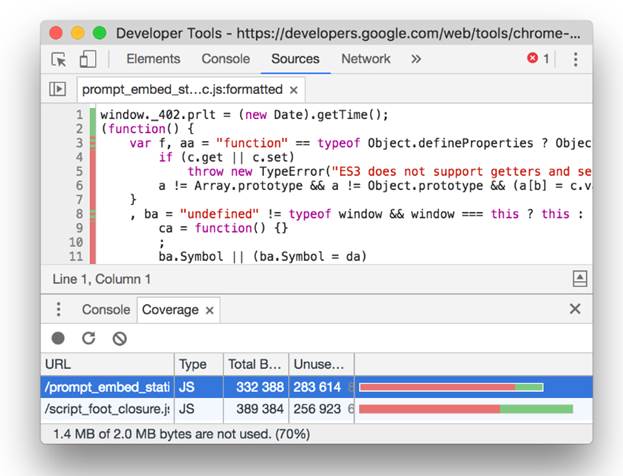 Developer Tools - https://developers.google.com/web/tools/chrome-...
Elements Console Sources Network » 1
prompt_embed_st…c.js:formatted ×
1 window._402.prlt = (new Date).getTime();
2 (function() {
3 var f, aa = "function" == typeof Object.defineProperties ? Objec
4 if (c.get || c.set)
5 throw new TypeError("ES3 does not support getters and se
6 a != Array.prototype && a != Object.prototype && (a[b] = c.va
7 }
8 , ba = "undefined" != typeof window && window === this ? this :
9 ca = function() {}
10 ;
11 ba.Symbol || (ba.Symbol = da)
Line 1, Column 1
Console Coverage ×
URL Type Total B… Unuse…
/prompt_embed_stati JS 332 388 283 614 8
/script_foot_closure.js JS 389 384 256 923 6
1.4 MB of 2.0 MB bytes are not used. (70%)